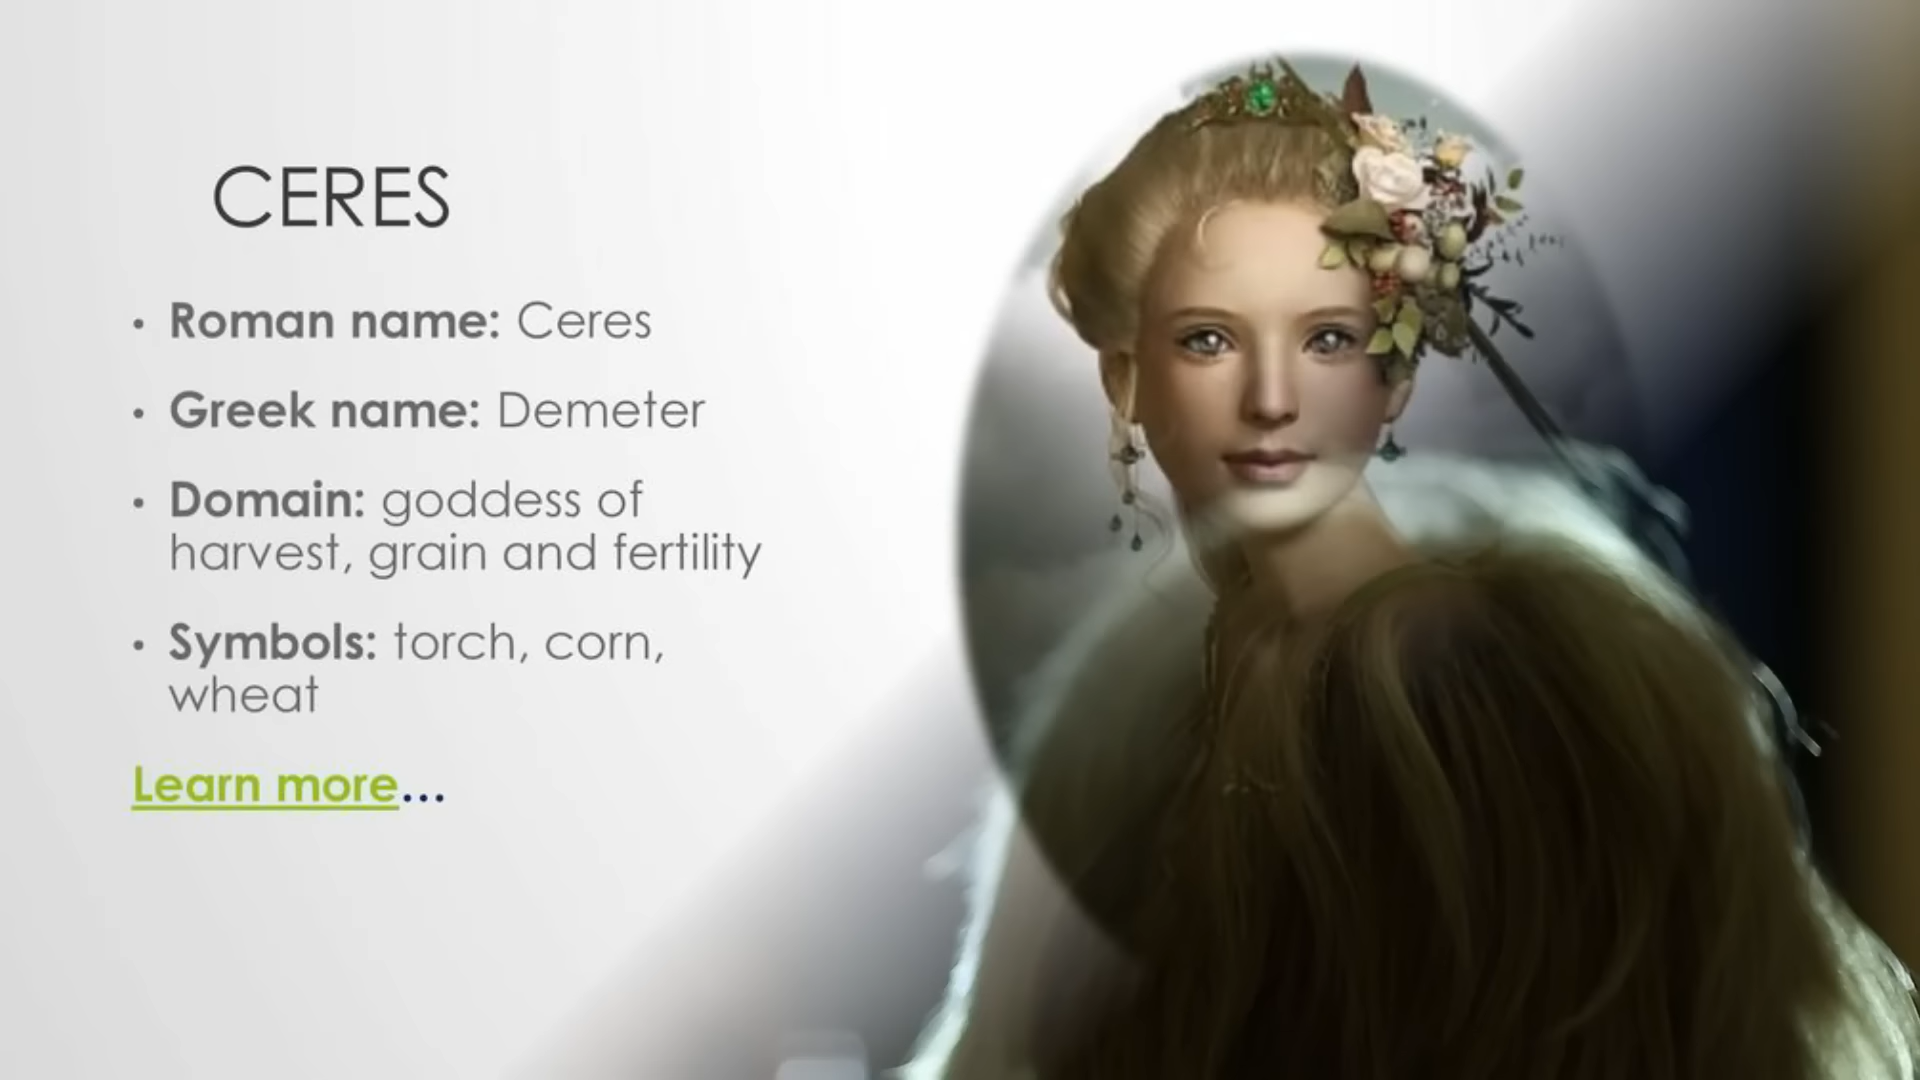 CERES
• Roman name: Ceres
• Greek name: Demeter
• Domain: goddess of
harvest, grain and fertility
• Symbols: torch, corn,
wheat
Learn more...